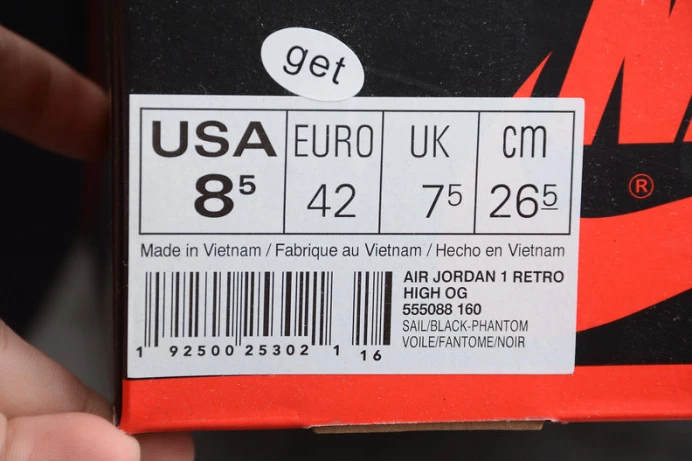 get
USA EURO UK cm
8⁵ 42 7⁵ 26⁵
Made in Vietnam / Fabrique au Vietnam / Hecho en Vietnam
AIR JORDAN 1 RETRO
HIGH OG
555088 160
SAIL/BLACK-PHANTOM
VOILE/FANTOME/NOIR
1 92500 25302 1 16
®